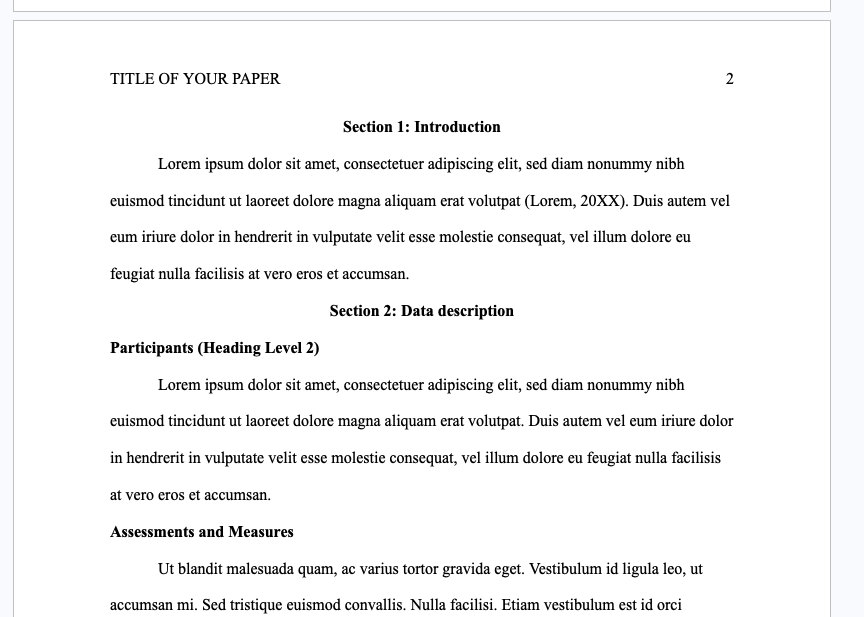 TITLE OF YOUR PAPER 2
Section 1: Introduction
Lorem ipsum dolor sit amet, consectetuer adipiscing elit, sed diam nonummy nibh
euismod tincidunt ut laoreet dolore magna aliquam erat volutpat (Lorem, 20XX). Duis autem vel
eum iriure dolor in hendrerit in vulputate velit esse molestie consequat, vel illum dolore eu
feugiat nulla facilisis at vero eros et accumsan.
Section 2: Data description
Participants (Heading Level 2)
Lorem ipsum dolor sit amet, consectetuer adipiscing elit, sed diam nonummy nibh
euismod tincidunt ut laoreet dolore magna aliquam erat volutpat. Duis autem vel eum iriure dolor
in hendrerit in vulputate velit esse molestie consequat, vel illum dolore eu feugiat nulla facilisis
at vero eros et accumsan.
Assessments and Measures
Ut blandit malesuada quam, ac varius tortor gravida eget. Vestibulum id ligula leo, ut
accumsan mi. Sed tristique euismod convallis. Nulla facilisi. Etiam vestibulum est id orci